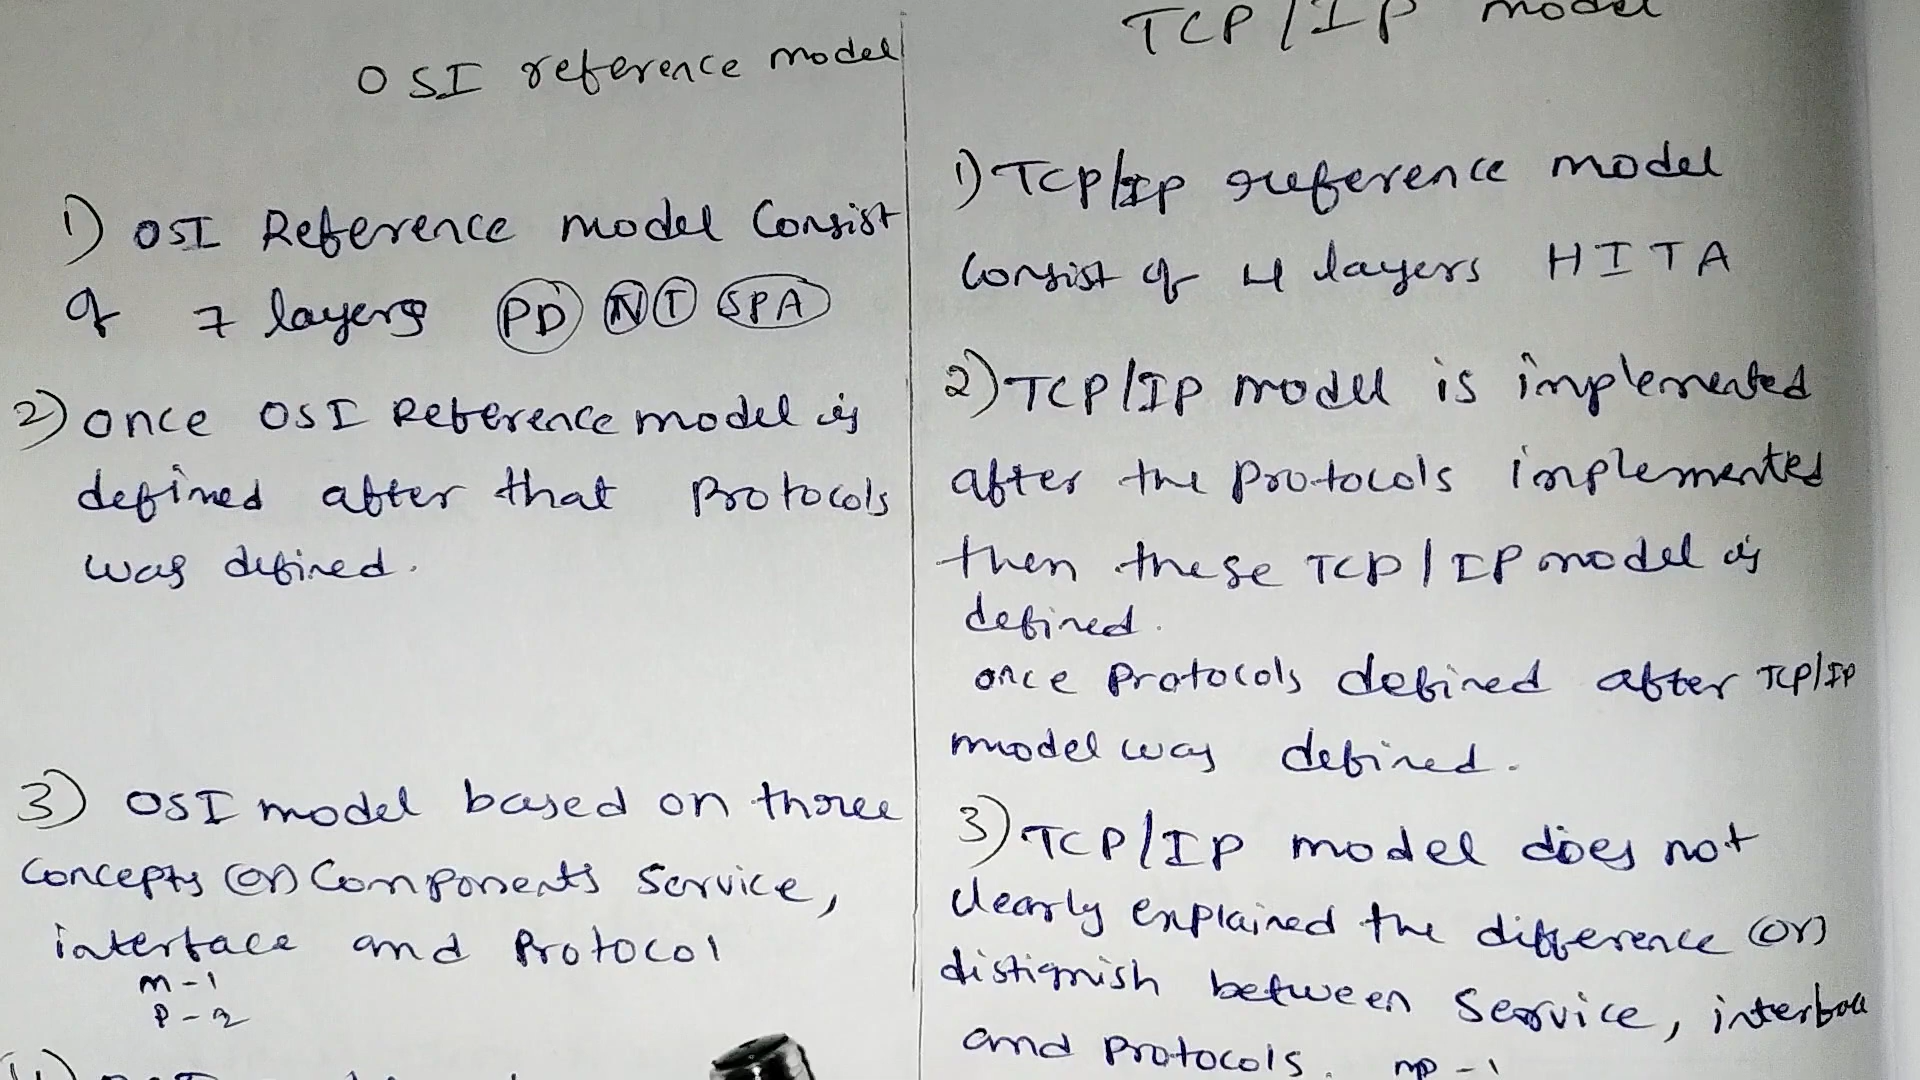 OSI reference model
1) OSI Reference model Consist
of 7 layers PD N T SPA
2) once OSI Reference model is
defined after that Protocols
was defined.
3) OSI model based on three
Concepts (or) Components Service,
interface and Protocol
m-1
P-2
TCP/IP model
1) TCP/IP reference model
Consist of 4 layers HITA
2) TCP/IP model is implemented
after the Protocols implemented
then these TCP/IP model is
defined.
once Protocols defined after TCP/IP
model was defined.
3) TCP/IP model does not
clearly explained the difference (or)
distignish between Service, interface
and Protocols. mp-1